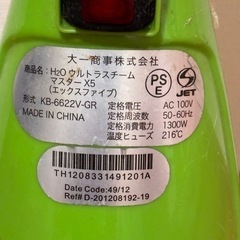 大一商事株式会社
商品名: H2O ウルトラスチーム
マスター X5
(エックスファイブ)
形式 KB-6622V-GR
MADE IN CHINA
定格電圧 AC 100V
定格周波数 50-60Hz
定格消費電力 1300W
温度ヒューズ 216℃
PSE
JET
TH1208331491201A
Date Code:49/12
Ref# D-201208192-19